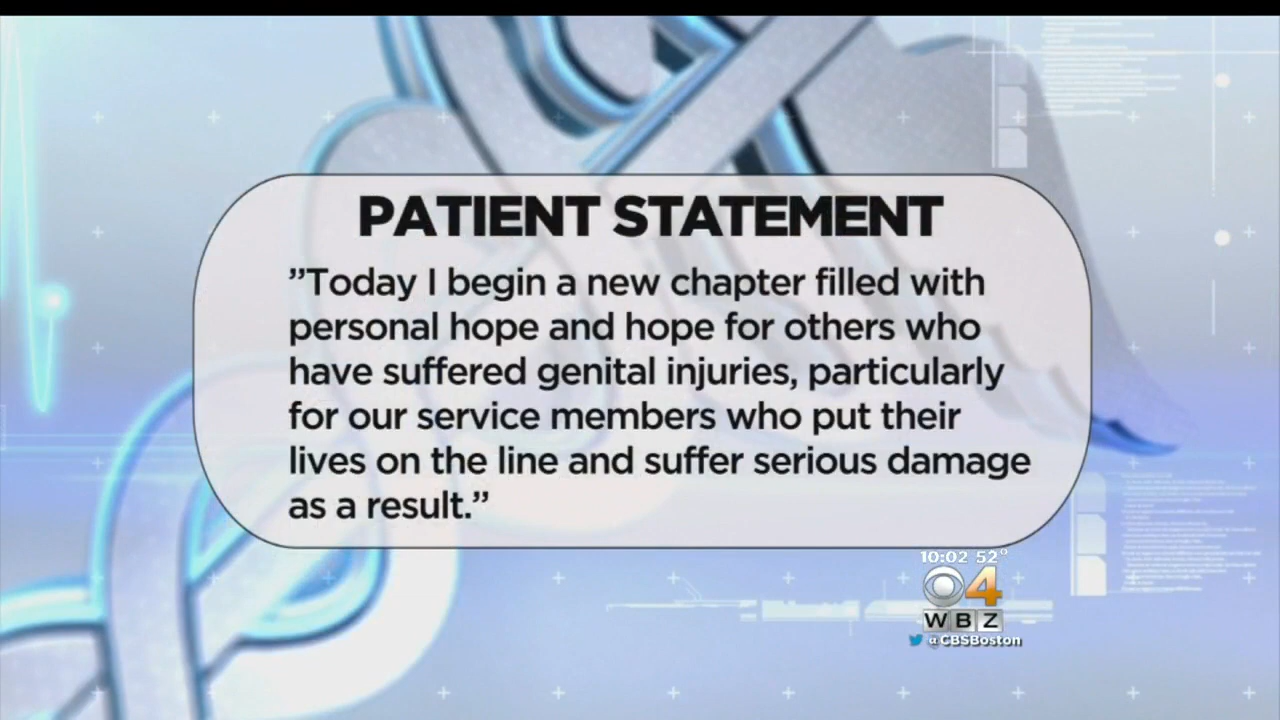 PATIENT STATEMENT
”Today I begin a new chapter filled with
personal hope and hope for others who
have suffered genital injuries, particularly
for our service members who put their
lives on the line and suffer serious damage
as a result.”
10:02 52°
4
WBZ
@CBSBoston